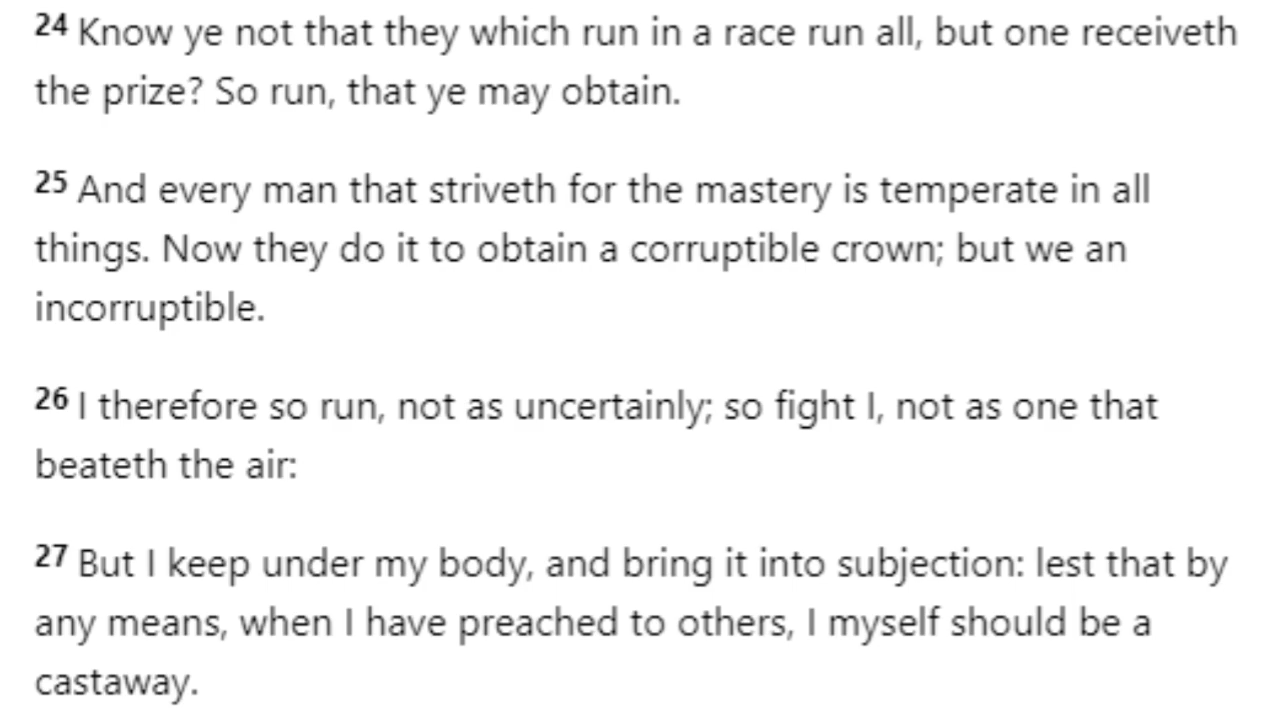 24 Know ye not that they which run in a race run all, but one receiveth
the prize? So run, that ye may obtain.
25 And every man that striveth for the mastery is temperate in all
things. Now they do it to obtain a corruptible crown; but we an
incorruptible.
26 I therefore so run, not as uncertainly; so fight I, not as one that
beateth the air:
27 But I keep under my body, and bring it into subjection: lest that by
any means, when I have preached to others, I myself should be a
castaway.